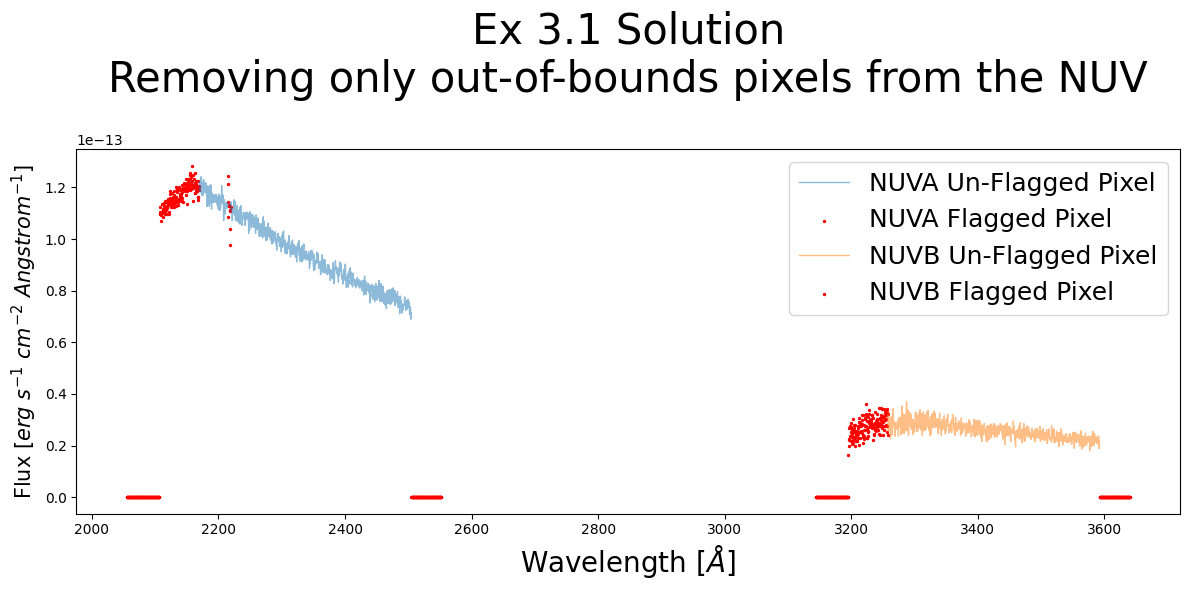 Ex 3.1 Solution
Removing only out-of-bounds pixels from the NUV
1e−13
Flux [erg s⁻¹ cm⁻² Angstrom⁻¹]
1.2
1.0
0.8
0.6
0.4
0.2
0.0
NUVA Un-Flagged Pixel
NUVA Flagged Pixel
NUVB Un-Flagged Pixel
NUVB Flagged Pixel
2000 2200 2400 2600 2800 3000 3200 3400 3600
Wavelength [Å]